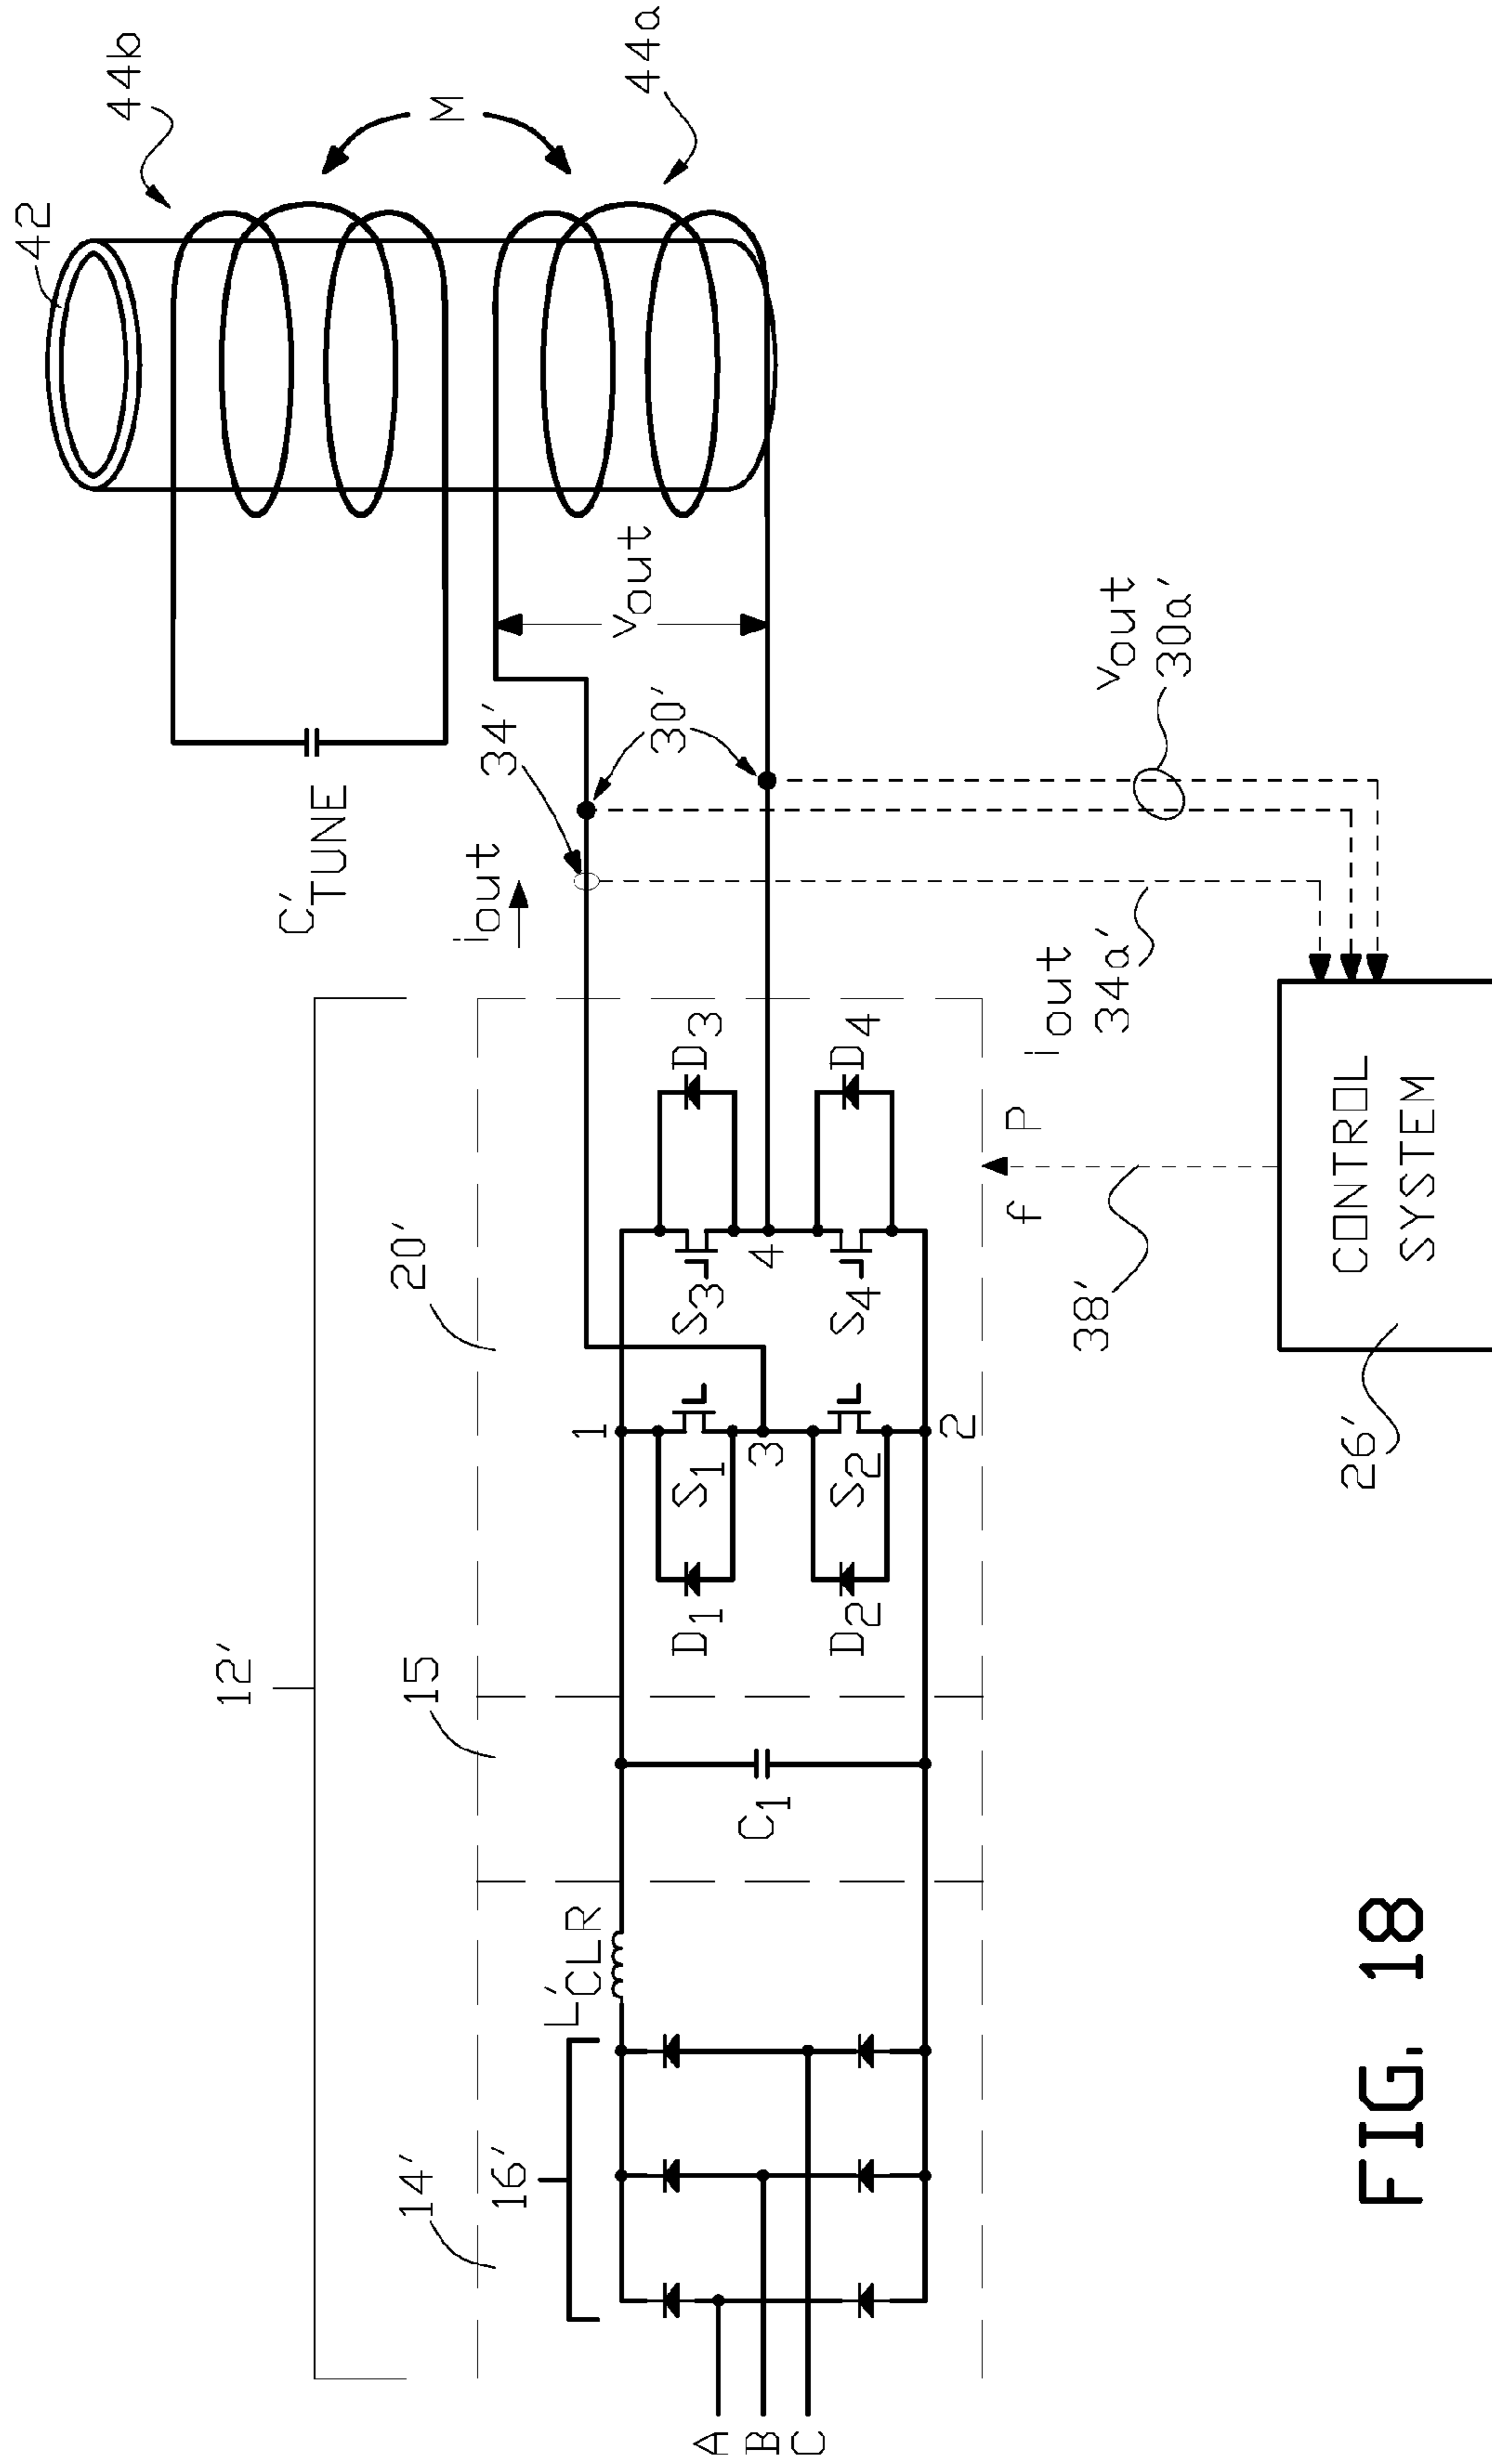 12′
14′
16′
L′CLR
15
20′
A
B
C
C1
D1
S1
D2
S2
1
2
3
4
S3
D3
S4
D4
iout
34′
30′
C′TUNE
Vout
42
44b
M
44a
f P
38′
iout
34a′
Vout
30a′
26′
CONTROL
SYSTEM
FIG. 18